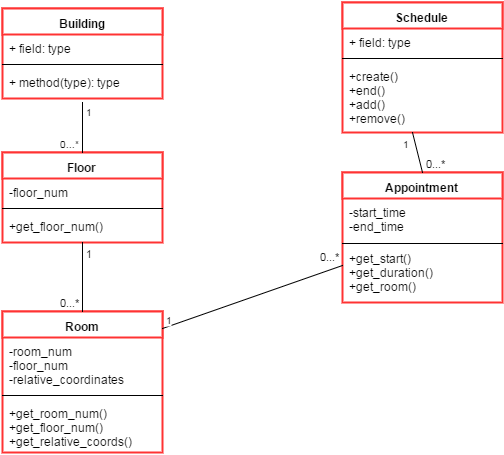 Building
+ field: type
+ method(type): type
1
0...*
Floor
-floor_num
+get_floor_num()
1
0...*
Room
-room_num
-floor_num
-relative_coordinates
+get_room_num()
+get_floor_num()
+get_relative_coords()
1
0...*
Schedule
+ field: type
+create()
+end()
+add()
+remove()
1
0...*
Appointment
-start_time
-end_time
+get_start()
+get_duration()
+get_room()